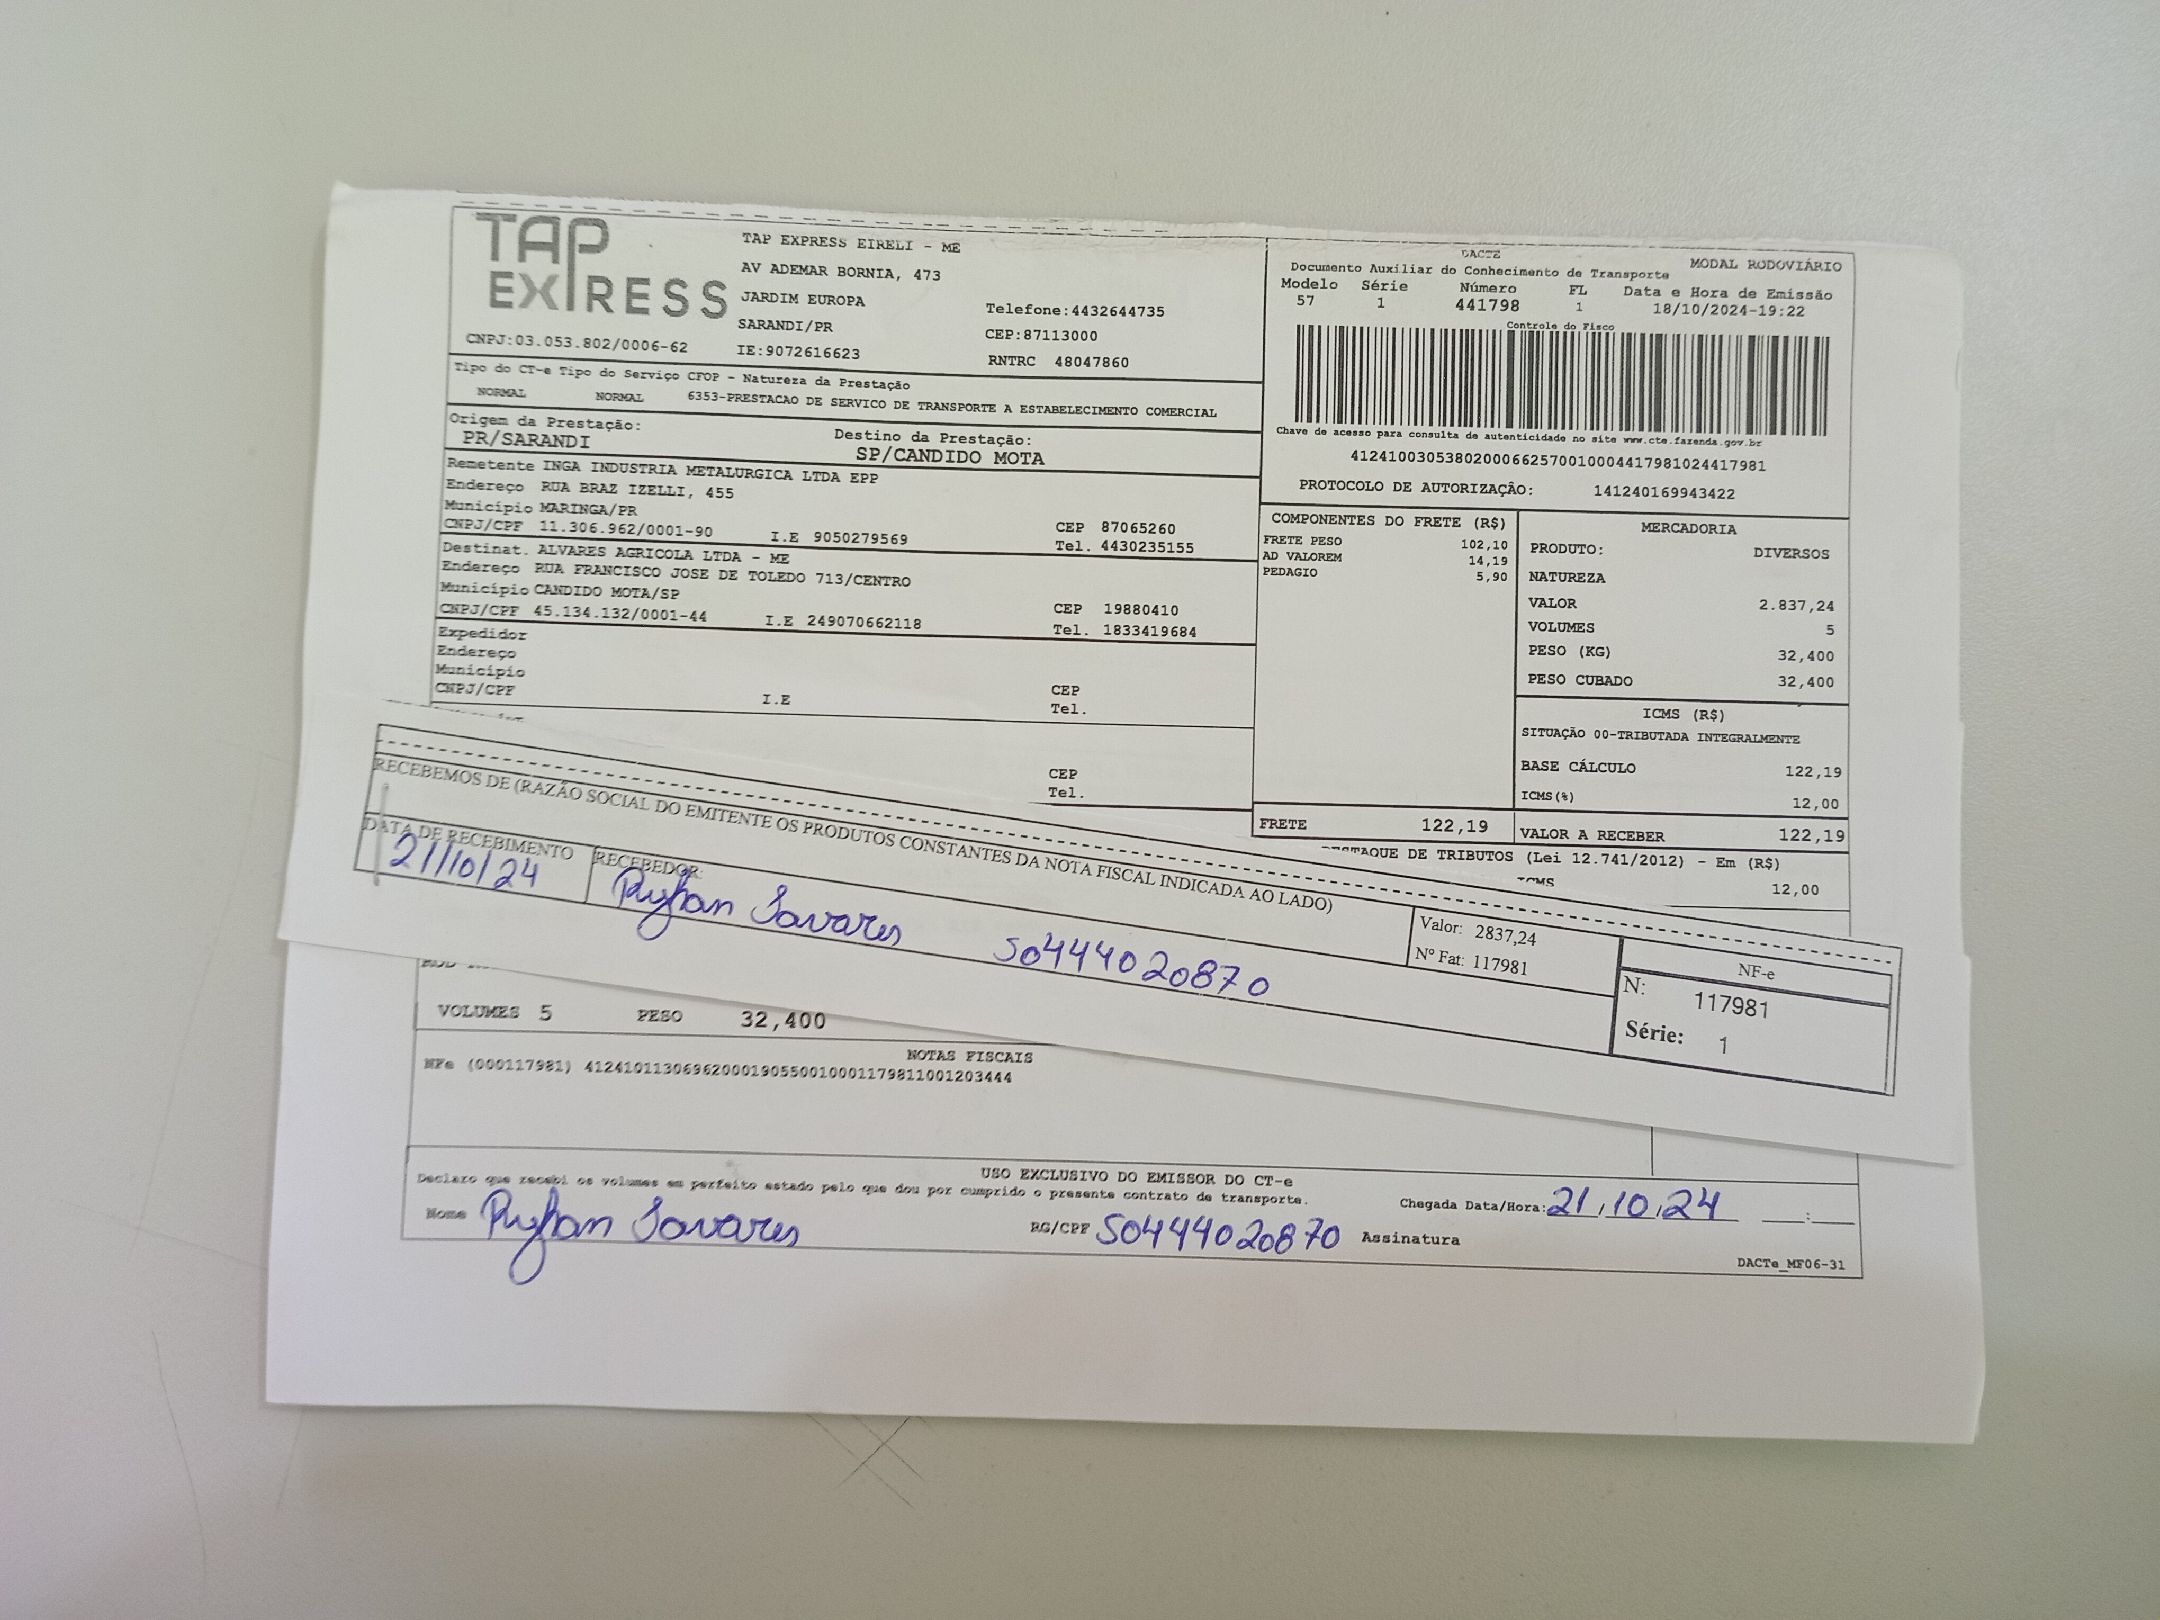 TAP
EXPRESS
TAP EXPRESS EIRELI - ME
AV ADEMAR BORNIA, 473
JARDIM EUROPA
SARANDI/PR
Telefone:4432644735
CEP:87113000
CNPJ:03.053.802/0006-62
IE:9072616623
RNTRC 48047860
DACTE
MODAL RODOVIÁRIO
Documento Auxiliar do Conhecimento de Transporte
Modelo Série Número FL Data e Hora de Emissão
57 1 441798 1 18/10/2024-19:22
Controle do Fisco
Chave de acesso para consulta de autenticidade no site www.cte.fazenda.gov.br
41241003053802000662570010004417981024417981
PROTOCOLO DE AUTORIZAÇÃO: 141240169943422
Tipo do CT-e Tipo do Serviço CFOP - Natureza da Prestação
NORMAL NORMAL 6353-PRESTACAO DE SERVICO DE TRANSPORTE A ESTABELECIMENTO COMERCIAL
Origem da Prestação: Destino da Prestação:
PR/SARANDI SP/CANDIDO MOTA
Remetente INGA INDUSTRIA METALURGICA LTDA EPP
Endereço RUA BRAZ IZELLI, 455
Município MARINGA/PR CEP 87065260
CNPJ/CPF 11.306.962/0001-90 I.E 9050279569 Tel. 4430235155
Destinat. ALVARES AGRICOLA LTDA - ME
Endereço RUA FRANCISCO JOSE DE TOLEDO 713/CENTRO
Município CANDIDO MOTA/SP CEP 19880410
CNPJ/CPF 45.134.132/0001-44 I.E 249070662118 Tel. 1833419684
Expedidor
Endereço
Município CEP
CNPJ/CPF I.E Tel.
CEP
Tel.
COMPONENTES DO FRETE (R$)
FRETE PESO 102,10
AD VALOREM 14,19
PEDAGIO 5,90
FRETE 122,19
MERCADORIA
PRODUTO: DIVERSOS
NATUREZA
VALOR 2.837,24
VOLUMES 5
PESO (KG) 32,400
PESO CUBADO 32,400
ICMS (R$)
SITUAÇÃO 00-TRIBUTADA INTEGRALMENTE
BASE CÁLCULO 122,19
ICMS(%) 12,00
VALOR A RECEBER 122,19
DE TRIBUTOS (Lei 12.741/2012) - Em (R$)
ICMS 12,00
RECEBEMOS DE (RAZÃO SOCIAL DO EMITENTE OS PRODUTOS CONSTANTES DA NOTA FISCAL INDICADA AO LADO)
DATA DE RECEBIMENTO RECEBEDOR:
21/10/24 50444020870
Valor: 2837,24
Nº Fat: 117981
NF-e
N: 117981
Série: 1
VOLUMES 5 PESO 32,400
NOTAS FISCAIS
NFe (000117981) 41241011306962000190550010001179811001203444
USO EXCLUSIVO DO EMISSOR DO CT-e
Declaro que recebi os volumes em perfeito estado pelo que dou por cumprido o presente contrato de transporte.
Chegada Data/Hora: 21/10/24 __:__
Nome RG/CPF 50444020870 Assinatura
DACTe_MF06-31